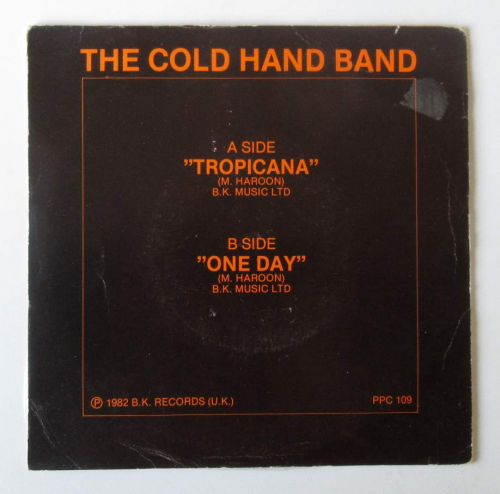 THE COLD HAND BAND
A SIDE
”TROPICANA”
(M. HAROON)
B.K. MUSIC LTD
B SIDE
”ONE DAY”
(M. HAROON)
B.K. MUSIC LTD
Ⓟ 1982 B.K. RECORDS (U.K.)
PPC 109